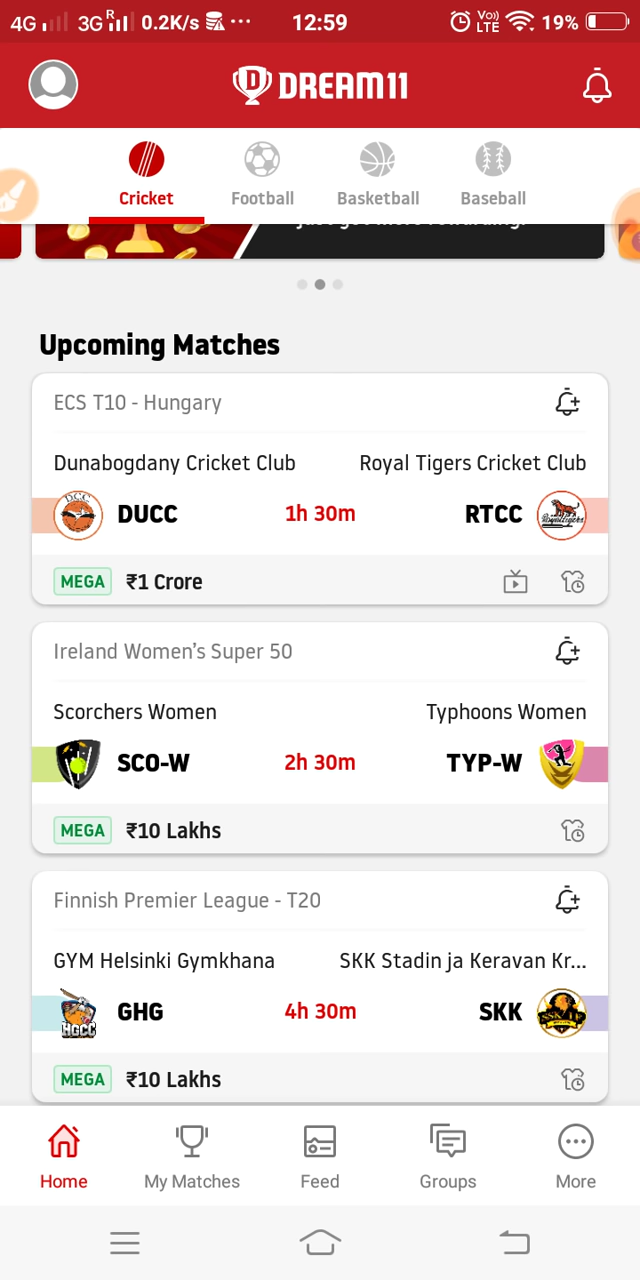 4G 3G R 0.2K/s ... 12:59 Vo) LTE 19%
DREAM11
Cricket Football Basketball Baseball
Upcoming Matches
ECS T10 - Hungary
Dunabogdany Cricket Club Royal Tigers Cricket Club
D.C.C DUCC 1h 30m RTCC
MEGA ₹1 Crore
Ireland Women’s Super 50
Scorchers Women Typhoons Women
SCO-W 2h 30m TYP-W
MEGA ₹10 Lakhs
Finnish Premier League - T20
GYM Helsinki Gymkhana SKK Stadin ja Keravan Kr...
HGCC GHG 4h 30m SKK
MEGA ₹10 Lakhs
Home My Matches Feed Groups More